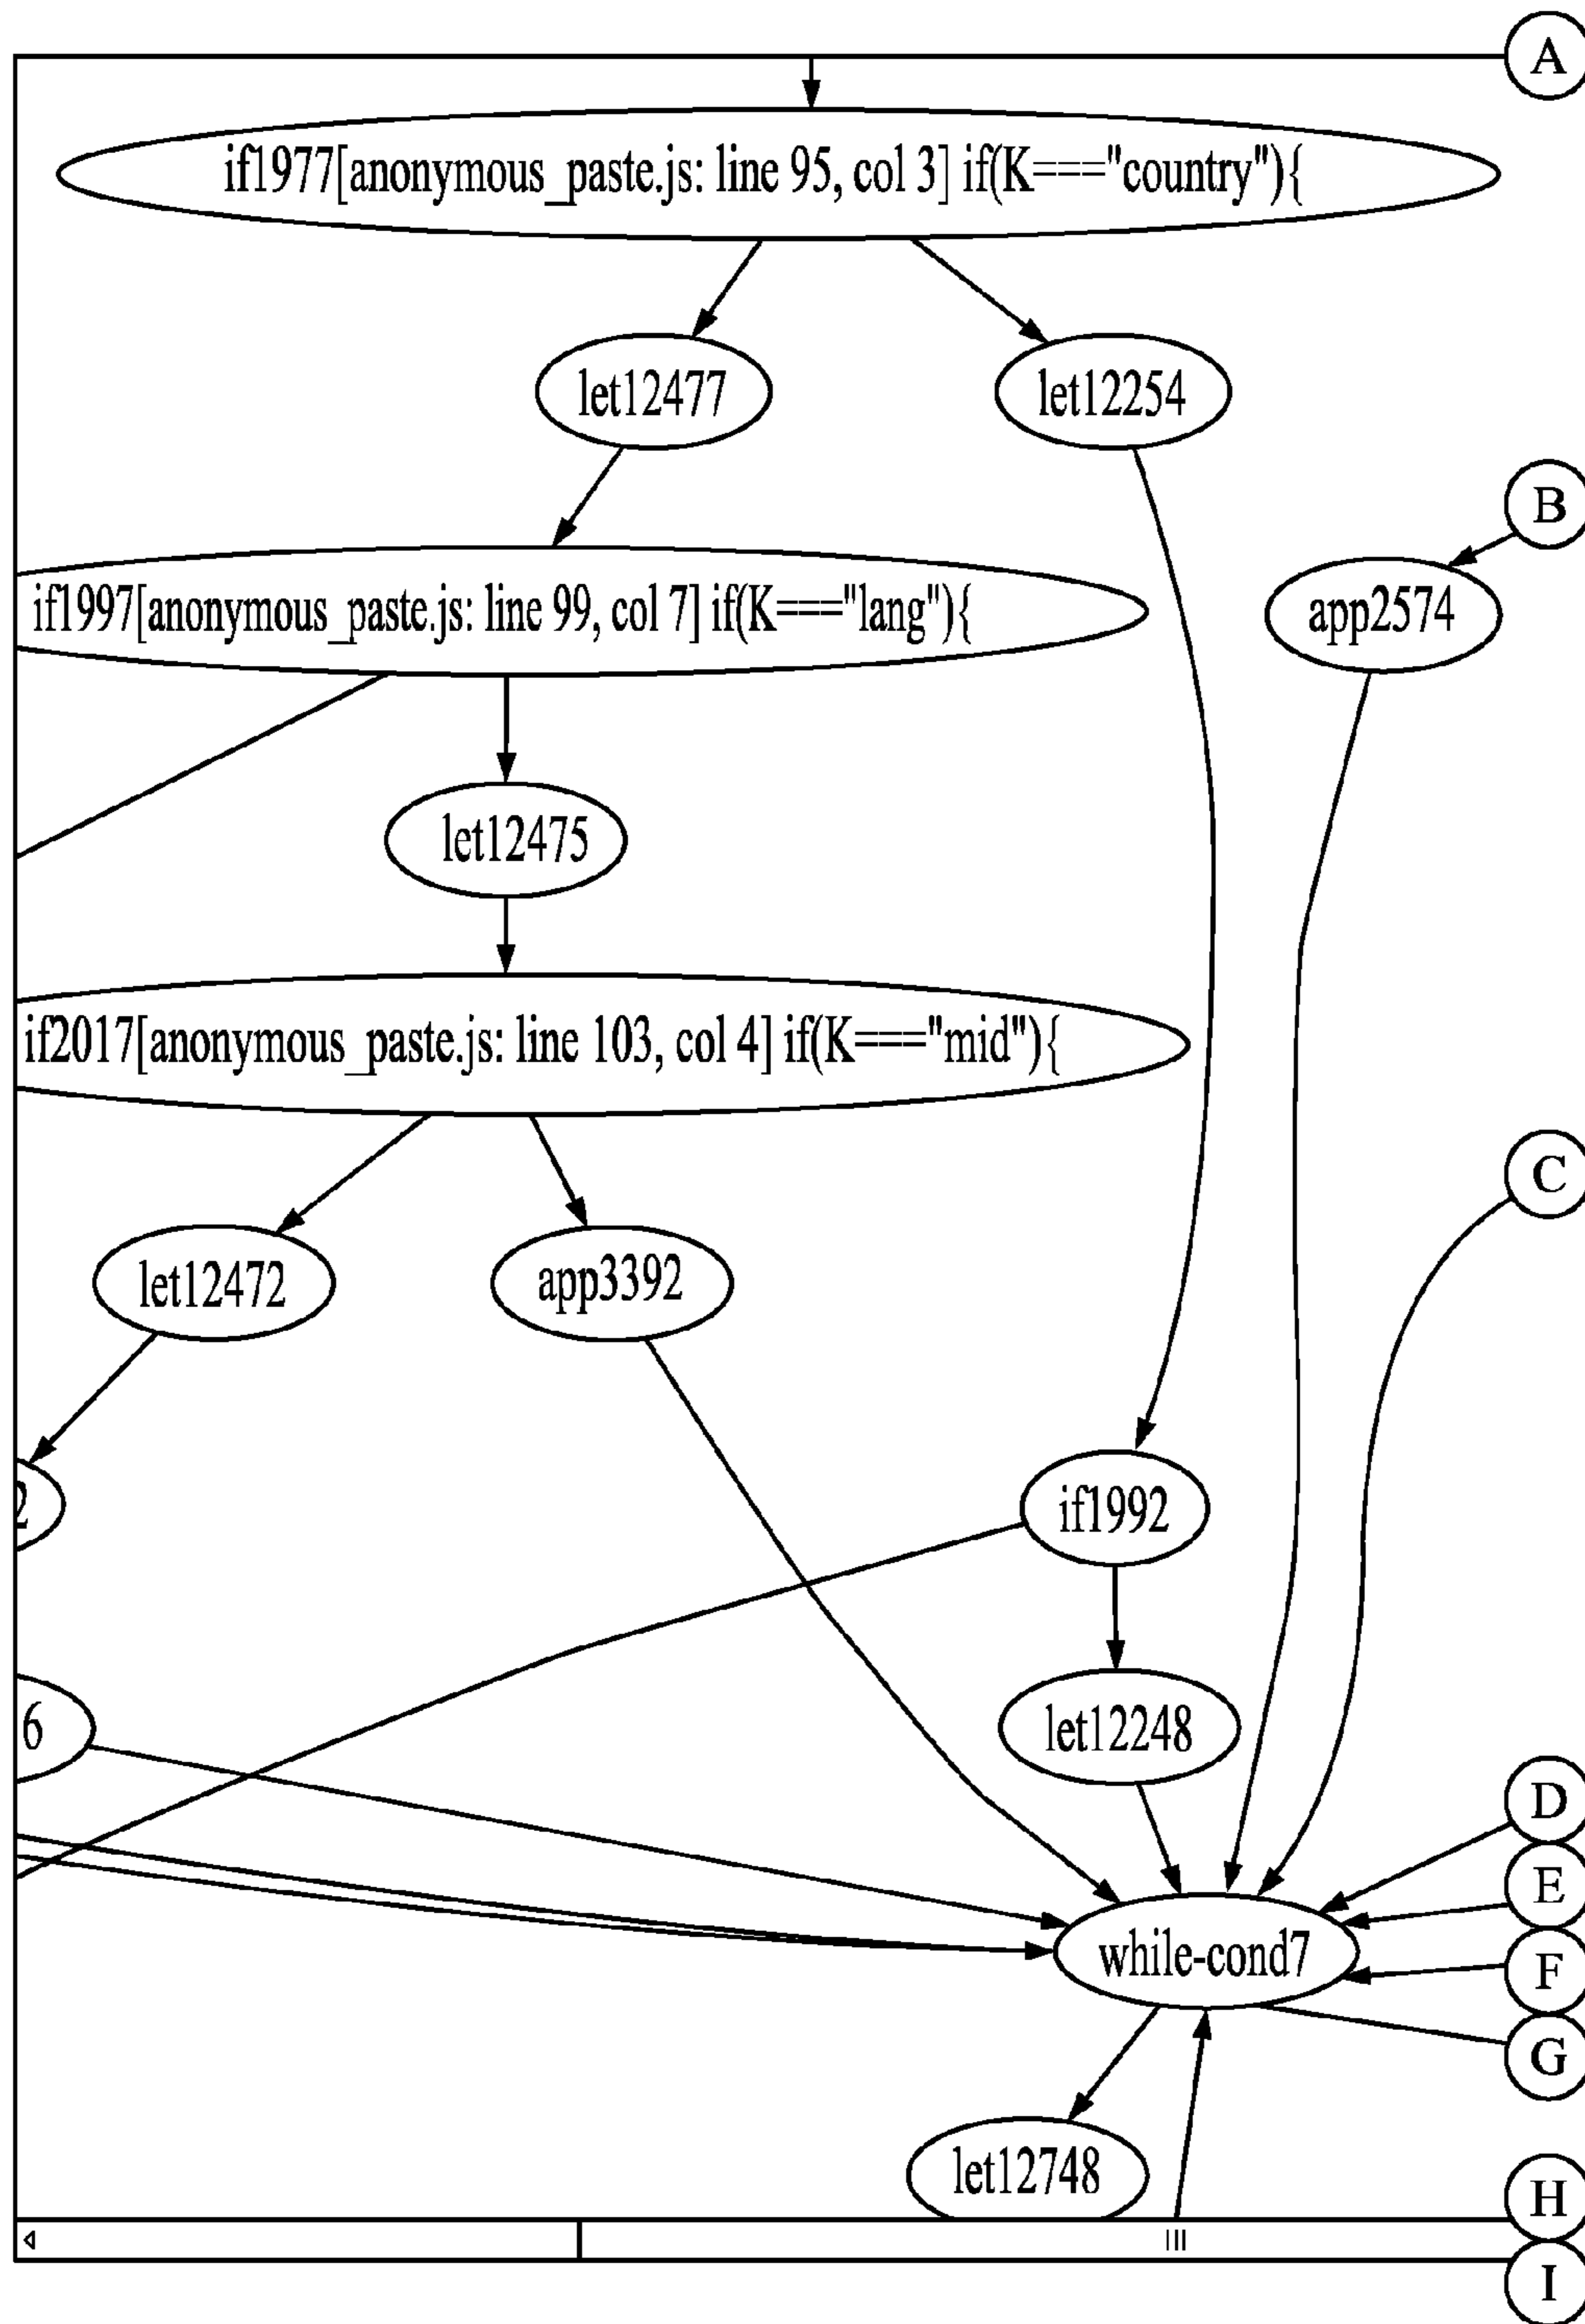 A
if1977[anonymous_paste.js: line 95, col 3] if(K==="country"){
let12477
let12254
B
if1997[anonymous_paste.js: line 99, col 7] if(K==="lang"){
app2574
let12475
if2017[anonymous_paste.js: line 103, col 4] if(K==="mid"){
C
let12472
app3392
2
if1992
6
let12248
D
E
while-cond7
F
G
let12748
H
I